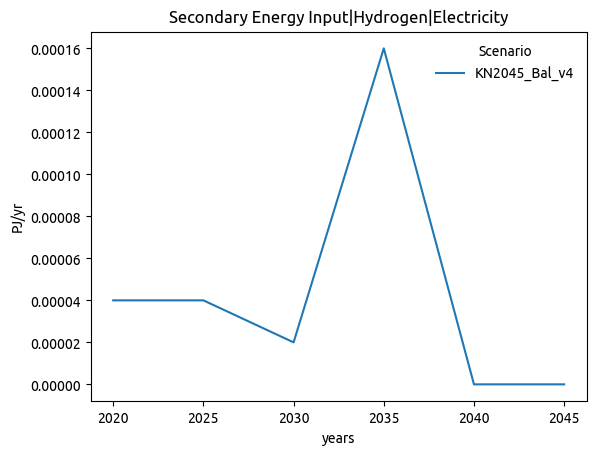 Secondary Energy Input|Hydrogen|Electricity
Scenario
KN2045_Bal_v4
0.00016
0.00014
0.00012
0.00010
0.00008
0.00006
0.00004
0.00002
0.00000
PJ/yr
2020 2025 2030 2035 2040 2045
years